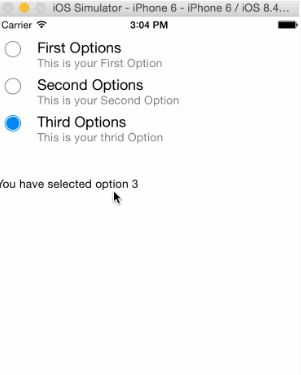 iOS Simulator - iPhone 6 - iPhone 6 / iOS 8.4...
Carrier 3:04 PM
First Options
This is your First Option
Second Options
This is your Second Option
Third Options
This is your thrid Option
You have selected option 3